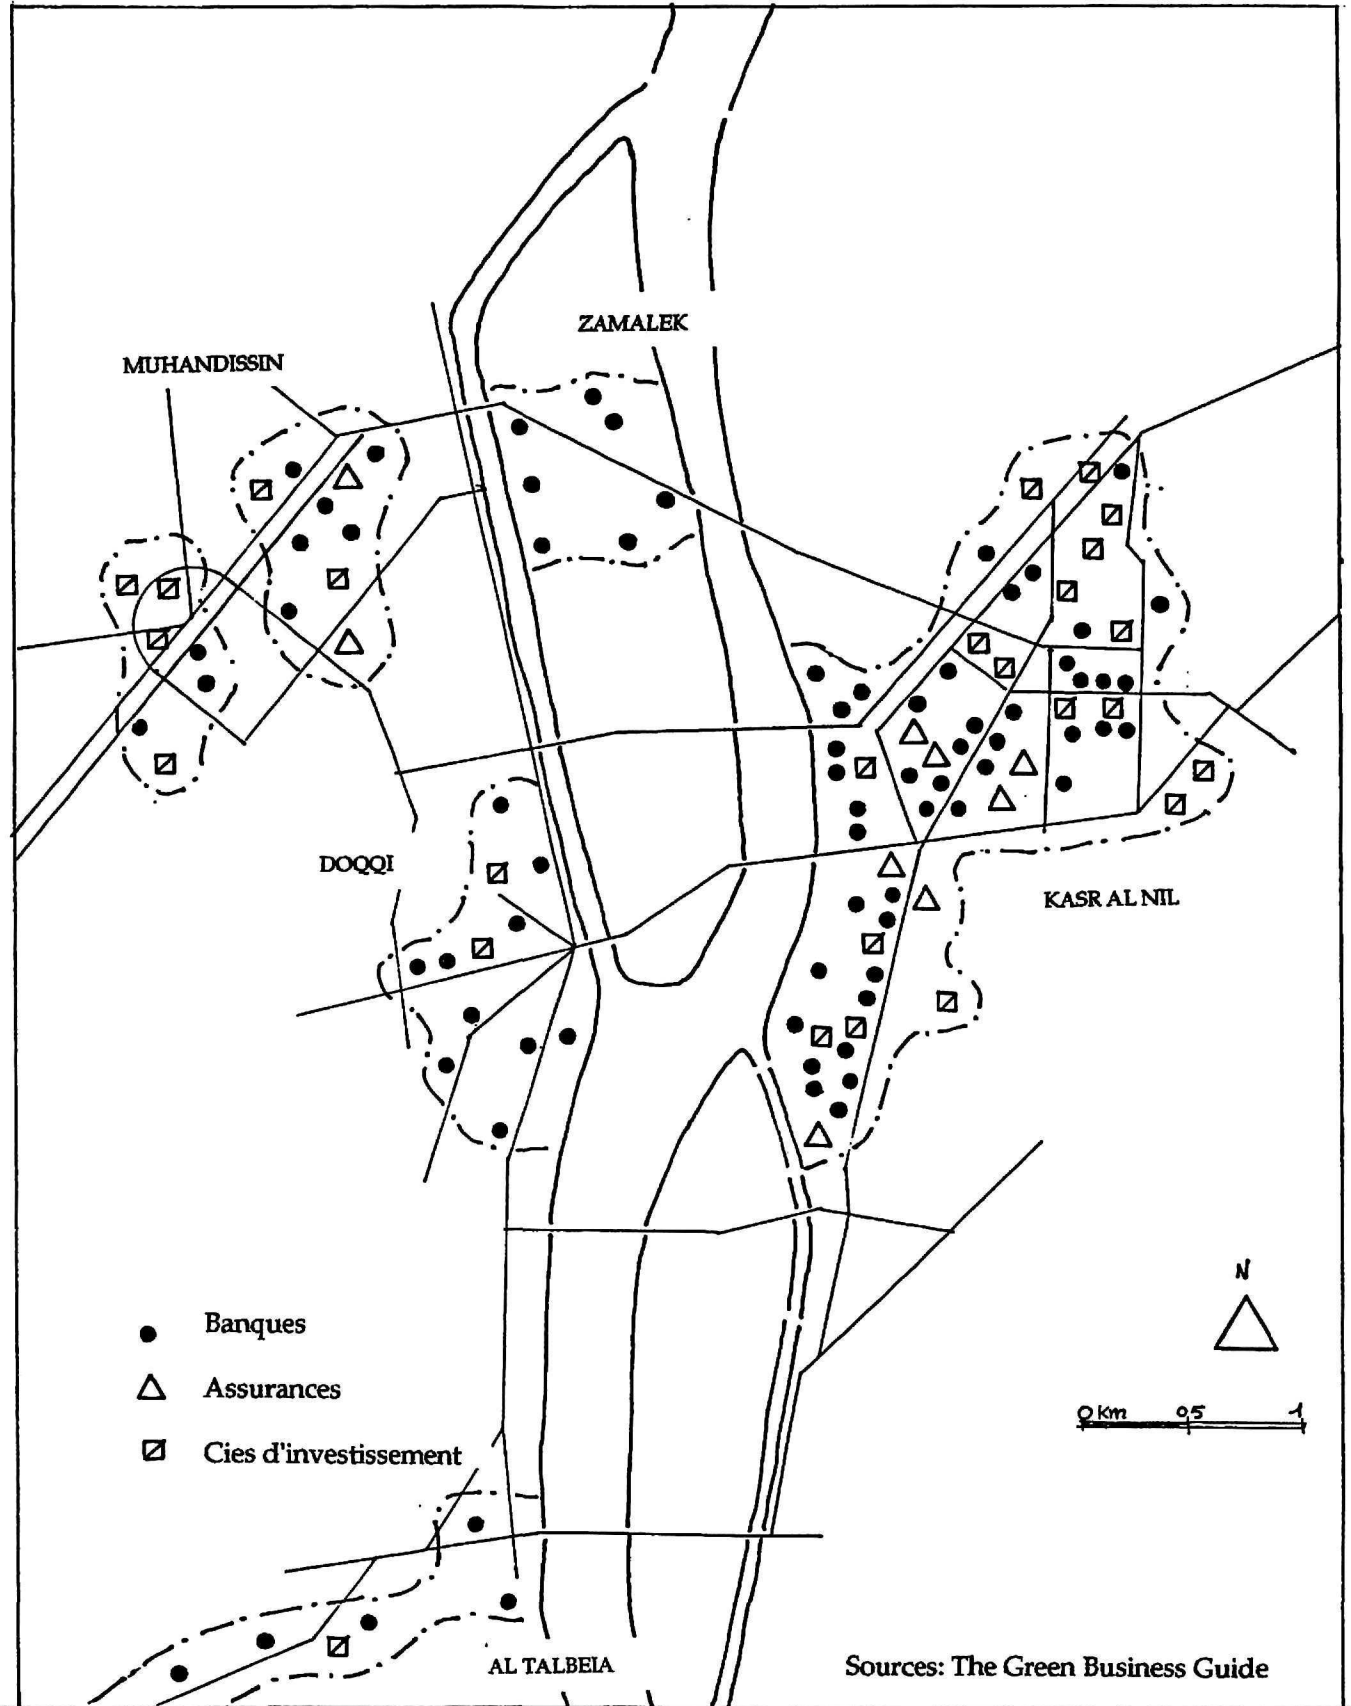 ZAMALEK
MUHANDISSIN
DOQQI
KASR AL NIL
N
Banques
Assurances
Cies d'investissement
0 Km 0,5 1
AL TALBEIA
Sources: The Green Business Guide